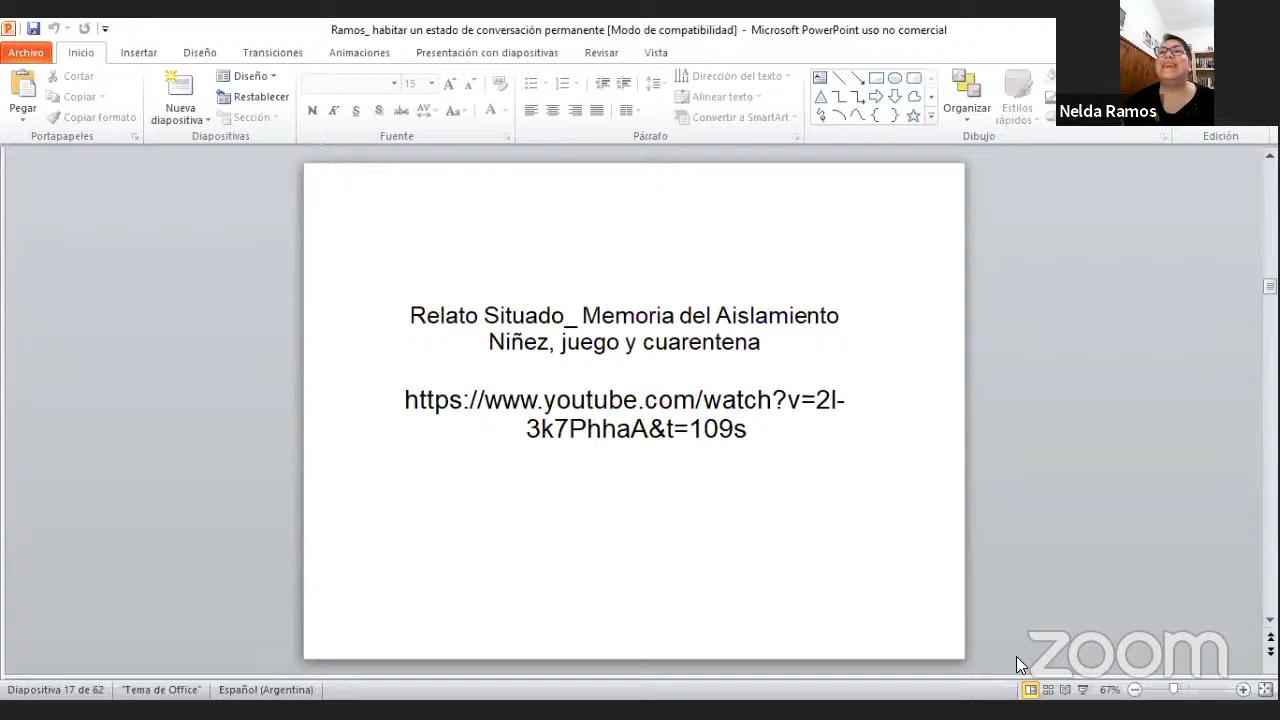 Ramos_ habitar un estado de conversación permanente [Modo de compatibilidad] - Microsoft PowerPoint uso no comercial
Nelda Ramos
Archivo Inicio Insertar Diseño Transiciones Animaciones Presentación con diapositivas Revisar Vista
Pegar
Cortar
Copiar
Copiar formato
Portapapeles
Nueva
diapositiva
Diseño
Restablecer
Sección
Diapositivas
15
N K S S abc AV Aa A
Fuente
Dirección del texto
Alinear texto
Convertir a SmartArt
Párrafo
Organizar
Estilos
rápidos
Dibujo
Edición
Relato Situado_ Memoria del Aislamiento
Niñez, juego y cuarentena
https://www.youtube.com/watch?v=2l-
3k7PhhaA&t=109s
zoom
Diapositiva 17 de 62 "Tema de Office" Español (Argentina) 67%